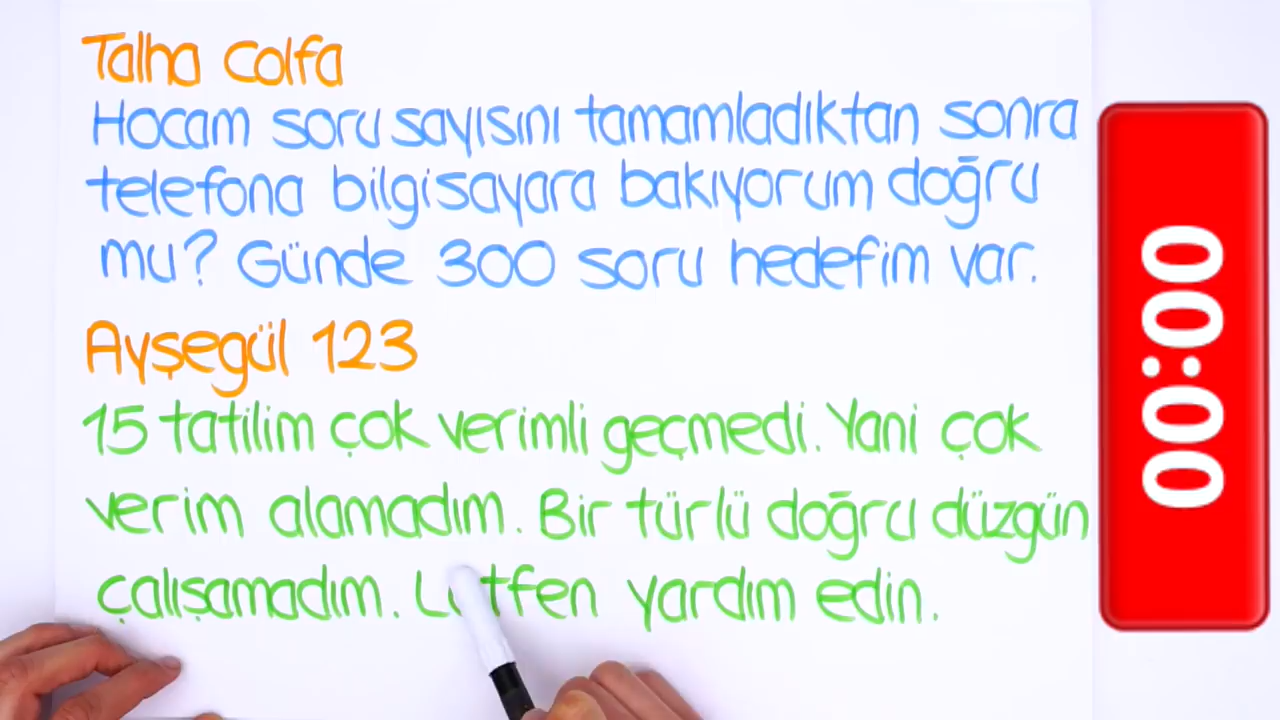 Talha Colfa
Hocam soru sayısını tamamladıktan sonra
telefona bilgisayara bakıyorum doğru
mu? Günde 300 soru hedefim var.
Ayşegül 123
15 tatilim çok verimli geçmedi. Yani çok
verim alamadım. Bir türlü doğru düzgün
çalışamadım. Lütfen yardım edin.
00:00